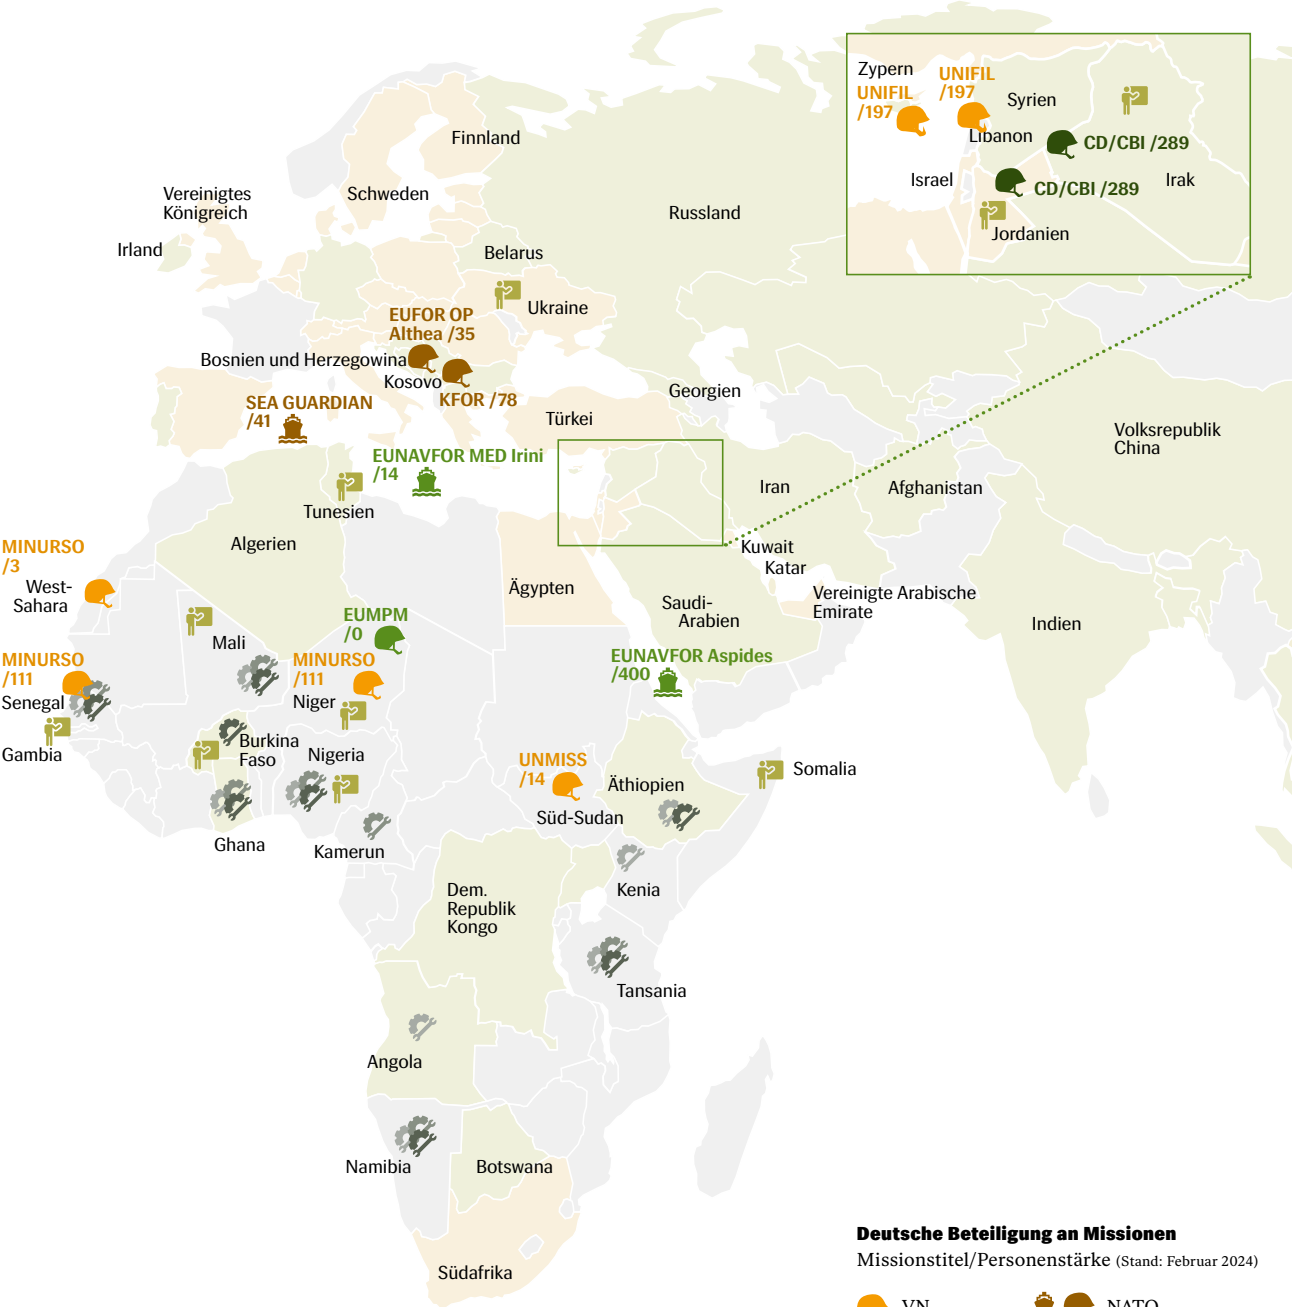 Zypern
UNIFIL
/197
UNIFIL
/197
Syrien
Libanon
CD/CBI /289
Israel
CD/CBI /289
Irak
Jordanien
Finnland
Schweden
Vereinigtes
Königreich
Irland
Russland
Belarus
Ukraine
EUFOR OP
Althea /35
Bosnien und Herzegowina
Kosovo
KFOR /78
SEA GUARDIAN
/41
Georgien
Türkei
Volksrepublik
China
EUNAVFOR MED Irini
/14
Iran
Afghanistan
Tunesien
Algerien
MINURSO
/3
West-
Sahara
Kuwait
Katar
Ägypten
Vereinigte Arabische
Emirate
Saudi-
Arabien
Indien
EUMPM
/0
Mali
MINURSO
/111
Senegal
MINURSO
/111
Niger
EUNAVFOR Aspides
/400
Gambia
Burkina
Faso
Nigeria
UNMISS
/14
Äthiopien
Somalia
Süd-Sudan
Ghana
Kamerun
Kenia
Dem.
Republik
Kongo
Tansania
Angola
Namibia
Botswana
Südafrika
Deutsche Beteiligung an Missionen
Missionstitel/Personenstärke (Stand: Februar 2024)
VN
NATO